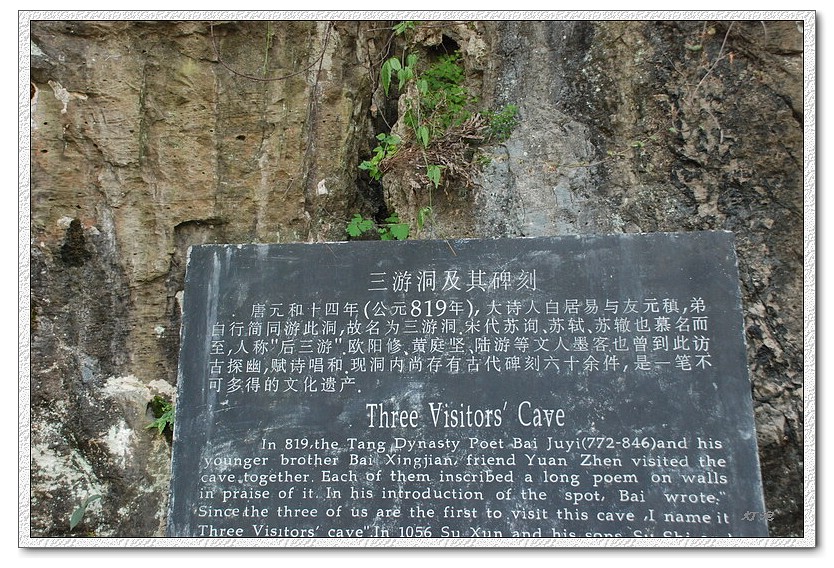 三游洞及其碑刻
唐元和十四年(公元819年),大诗人白居易与友元稹,弟
白行简同游此洞,故名为三游洞.宋代苏询、苏轼、苏辙也慕名而
至,人称"后三游".欧阳修、黄庭坚、陆游等文人墨客也曾到此访
古探幽,赋诗唱和.现洞内尚存有古代碑刻六十余件,是一笔不
可多得的文化遗产.
Three Visitors' Cave
In 819,the Tang Dynasty Poet Bai Juyi(772-846)and his
younger brother Bai Xingjian, friend Yuan Zhen visited the
cave together. Each of them inscribed a long poem on walls
in praise of it. In his introduction of the spot, Bai wrote,"
Since the three of us are the first to visit this cave ,I name it
Three Visitors' cave".In 1056 Su Xun and his sons Su Shi and